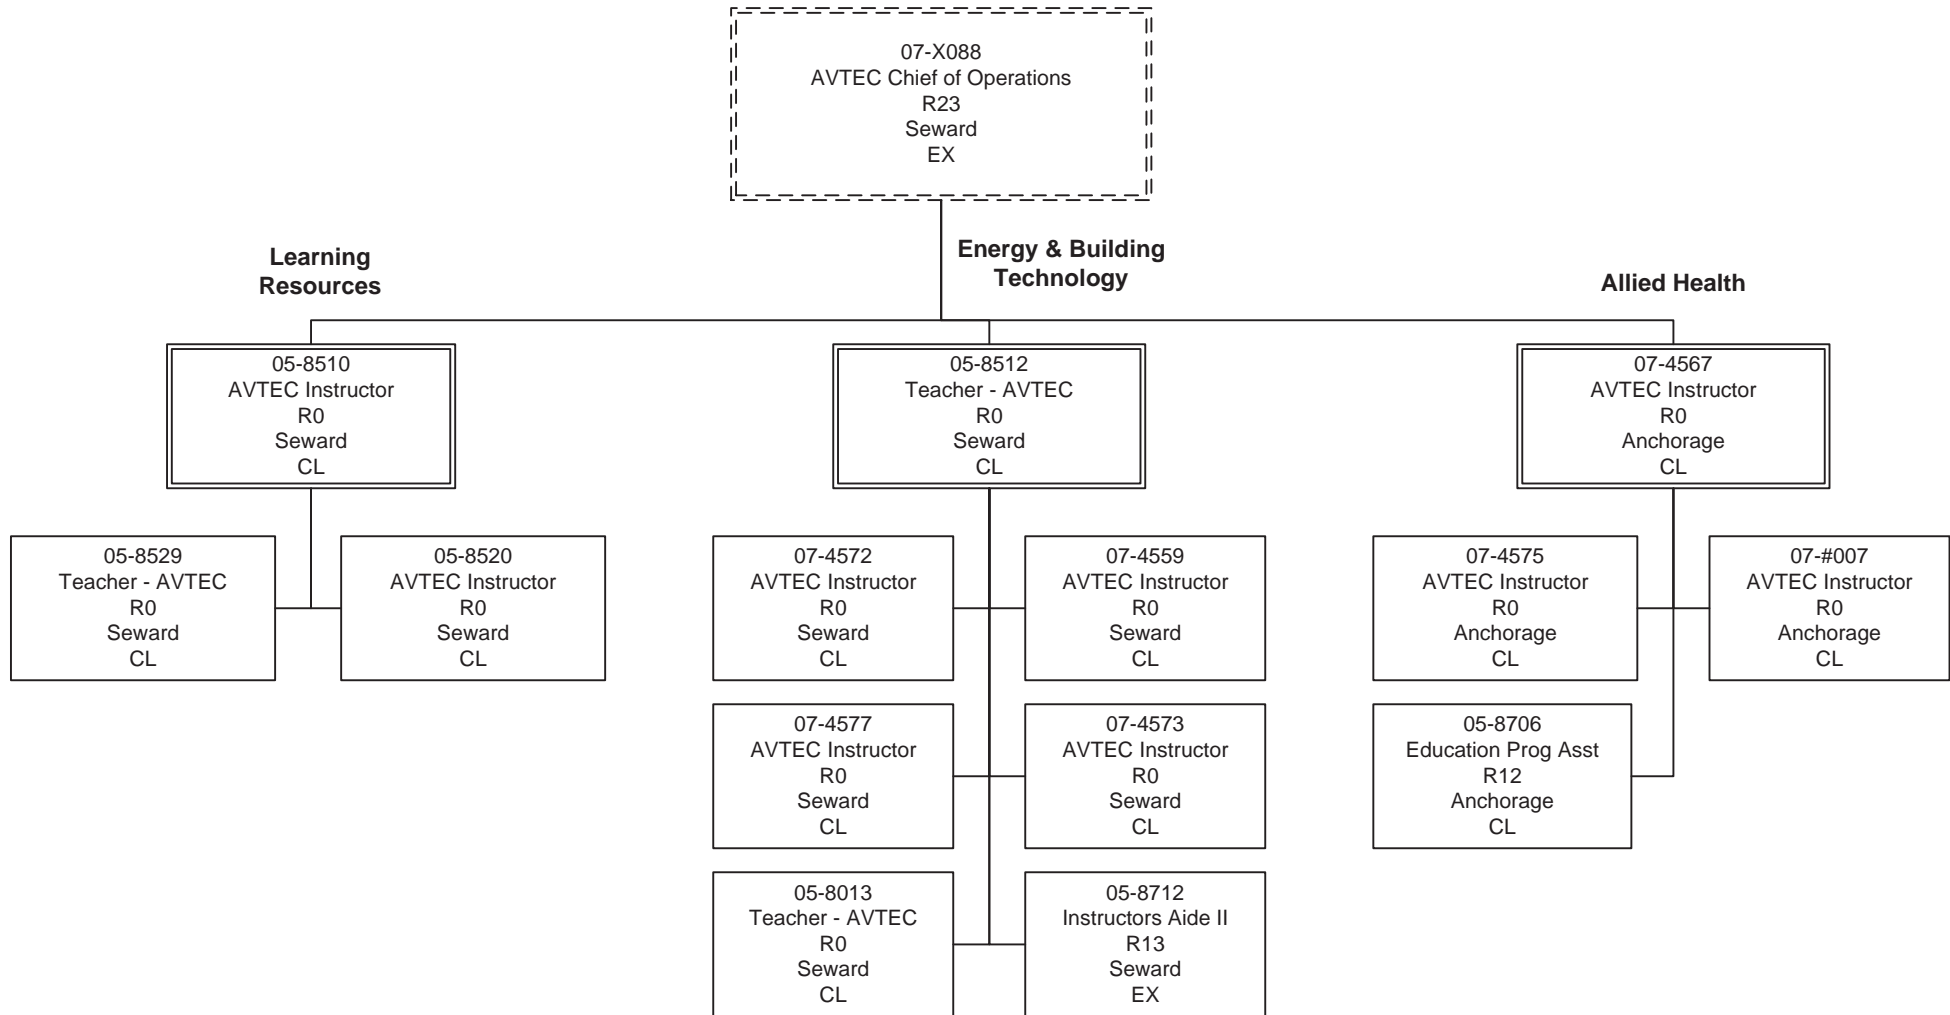 07-X088
AVTEC Chief of Operations
R23
Seward
EX
Learning
Resources
Energy & Building
Technology
Allied Health
05-8510
AVTEC Instructor
R0
Seward
CL
05-8512
Teacher - AVTEC
R0
Seward
CL
07-4567
AVTEC Instructor
R0
Anchorage
CL
05-8529
Teacher - AVTEC
R0
Seward
CL
05-8520
AVTEC Instructor
R0
Seward
CL
07-4572
AVTEC Instructor
R0
Seward
CL
07-4559
AVTEC Instructor
R0
Seward
CL
07-4575
AVTEC Instructor
R0
Anchorage
CL
07-#007
AVTEC Instructor
R0
Anchorage
CL
07-4577
AVTEC Instructor
R0
Seward
CL
07-4573
AVTEC Instructor
R0
Seward
CL
05-8706
Education Prog Asst
R12
Anchorage
CL
05-8013
Teacher - AVTEC
R0
Seward
CL
05-8712
Instructors Aide II
R13
Seward
EX